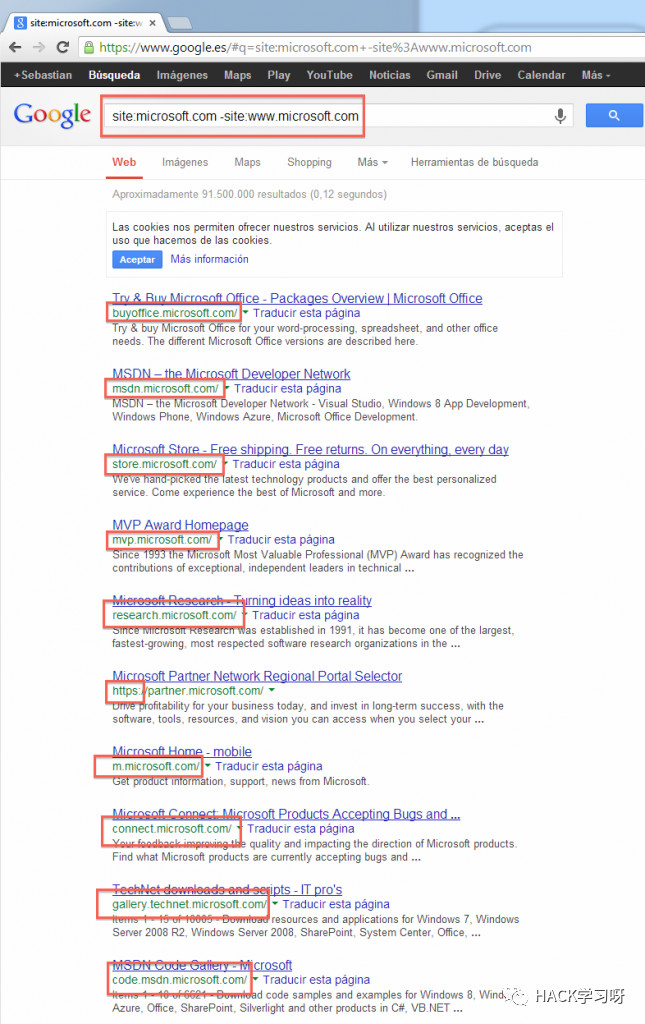 site:microsoft.com -site:w
https://www.google.es/#q=site:microsoft.com+-site%3Awww.microsoft.com
+Sebastian Búsqueda Imágenes Maps Play YouTube Noticias Gmail Drive Calendar Más
Google site:microsoft.com -site:www.microsoft.com
Web Imágenes Maps Shopping Más Herramientas de búsqueda
Aproximadamente 91.500.000 resultados (0,12 segundos)
Las cookies nos permiten ofrecer nuestros servicios. Al utilizar nuestros servicios, aceptas el
uso que hacemos de las cookies.
Aceptar Más información
Try & Buy Microsoft Office - Packages Overview | Microsoft Office
buyoffice.microsoft.com/ Traducir esta página
Try & buy Microsoft Office for your word-processing, spreadsheet, and other office
needs. The different Microsoft Office versions are described here.
MSDN – the Microsoft Developer Network
msdn.microsoft.com/ Traducir esta página
MSDN – the Microsoft Developer Network - Visual Studio, Windows 8 App Development,
Windows Phone, Windows Azure, Microsoft Office Development.
Microsoft Store - Free shipping. Free returns. On everything, every day
store.microsoft.com/ Traducir esta página
We've hand-picked the latest technology products and offer the best personalized
service. Come experience the best of Microsoft and more.
MVP Award Homepage
mvp.microsoft.com/ Traducir esta página
Since 1993 the Microsoft Most Valuable Professional (MVP) Award has recognized the
contributions of exceptional, independent leaders in technical ...
Microsoft Research - Turning ideas into reality
research.microsoft.com/ Traducir esta página
Since Microsoft Research was established in 1991, it has become one of the largest,
fastest-growing, most respected software research organizations in the ...
Microsoft Partner Network Regional Portal Selector
https://partner.microsoft.com/
Drive profitability for your business today, and invest in long-term success, with the
software, tools, resources, and vision you can access when you select your ...
Microsoft Home - mobile
m.microsoft.com/ Traducir esta página
Get product information, support, news from Microsoft.
Microsoft Connect: Microsoft Products Accepting Bugs and ...
connect.microsoft.com/ Traducir esta página
Your feedback improving the quality and impacting the direction of Microsoft products.
Find what Microsoft products are currently accepting bugs and ...
TechNet downloads and scripts - IT pro's
gallery.technet.microsoft.com/ Traducir esta página
Items 1 - 15 of 10005 - Download resources and applications for Windows 7, Windows
Server 2008 R2, Windows Server 2008, SharePoint, System Center, Office, ...
MSDN Code Gallery - Microsoft
code.msdn.microsoft.com/ Traducir esta página
Items 1 - 10 of 6621 - Download code samples and examples for Windows 8, Windo
Azure, Office, SharePoint, Silverlight and other products in C#, VB.NET ...
HACK学习呀